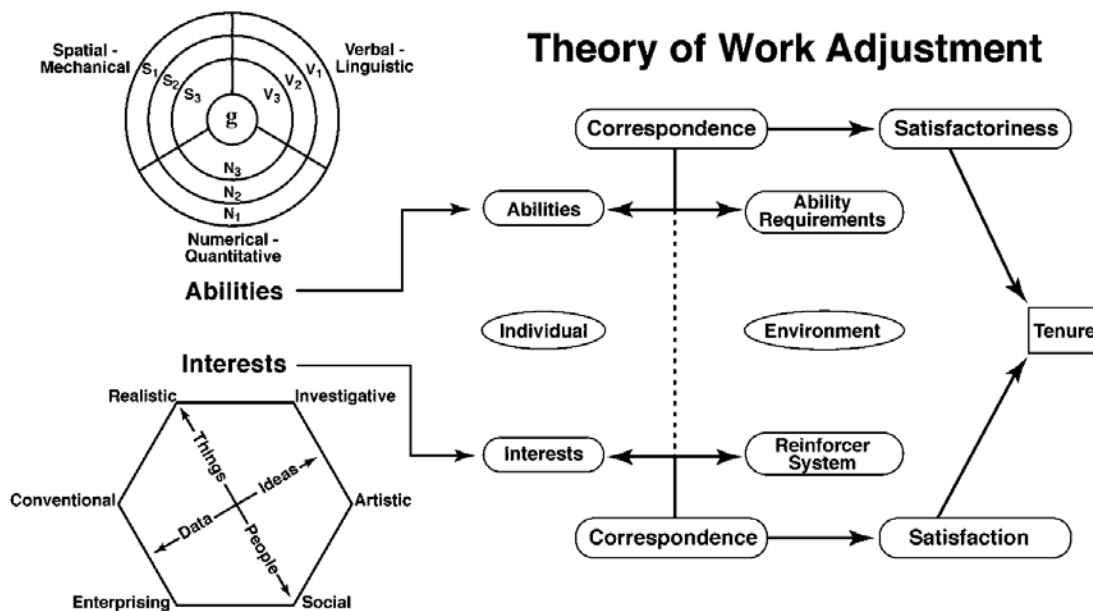 Theory of Work Adjustment
Spatial -
Mechanical
Verbal -
Linguistic
S1
S2
S3
V1
V2
V3
g
N3
N2
N1
Numerical -
Quantitative
Abilities
Interests
Realistic
Investigative
Things
Ideas
Conventional
Artistic
Data
People
Enterprising
Social
Correspondence
Satisfactoriness
Abilities
Ability
Requirements
Individual
Environment
Tenure
Interests
Reinforcer
System
Correspondence
Satisfaction